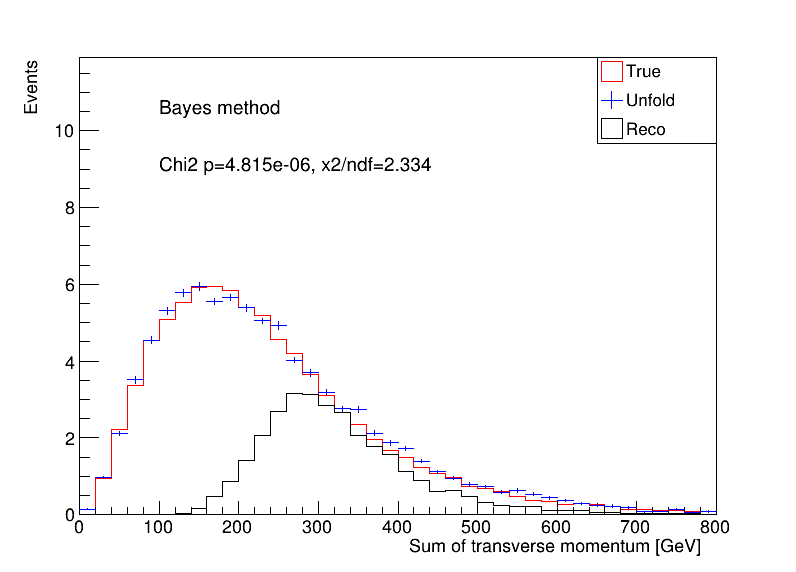 Events
True
Unfold
Reco
Bayes method
Chi2 p=4.815e-06, x2/ndf=2.334
10
8
6
4
2
0
0 100 200 300 400 500 600 700 800
Sum of transverse momentum [GeV]